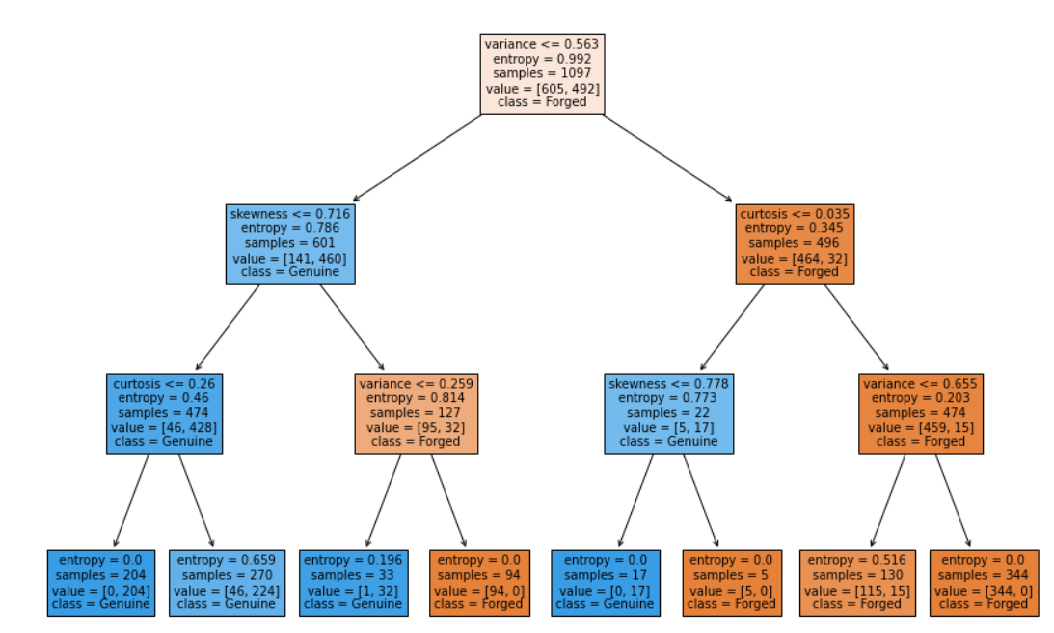 variance <= 0.563
entropy = 0.992
samples = 1097
value = [605, 492]
class = Forged
skewness <= 0.716
entropy = 0.786
samples = 601
value = [141, 460]
class = Genuine
curtosis <= 0.035
entropy = 0.345
samples = 496
value = [464, 32]
class = Forged
curtosis <= 0.26
entropy = 0.46
samples = 474
value = [46, 428]
class = Genuine
variance <= 0.259
entropy = 0.814
samples = 127
value = [95, 32]
class = Forged
skewness <= 0.778
entropy = 0.773
samples = 22
value = [5, 17]
class = Genuine
variance <= 0.655
entropy = 0.203
samples = 474
value = [459, 15]
class = Forged
entropy = 0.0
samples = 204
value = [0, 204]
class = Genuine
entropy = 0.659
samples = 270
value = [46, 224]
class = Genuine
entropy = 0.196
samples = 33
value = [1, 32]
class = Genuine
entropy = 0.0
samples = 94
value = [94, 0]
class = Forged
entropy = 0.0
samples = 17
value = [0, 17]
class = Genuine
entropy = 0.0
samples = 5
value = [5, 0]
class = Forged
entropy = 0.516
samples = 130
value = [115, 15]
class = Forged
entropy = 0.0
samples = 344
value = [344, 0]
class = Forged